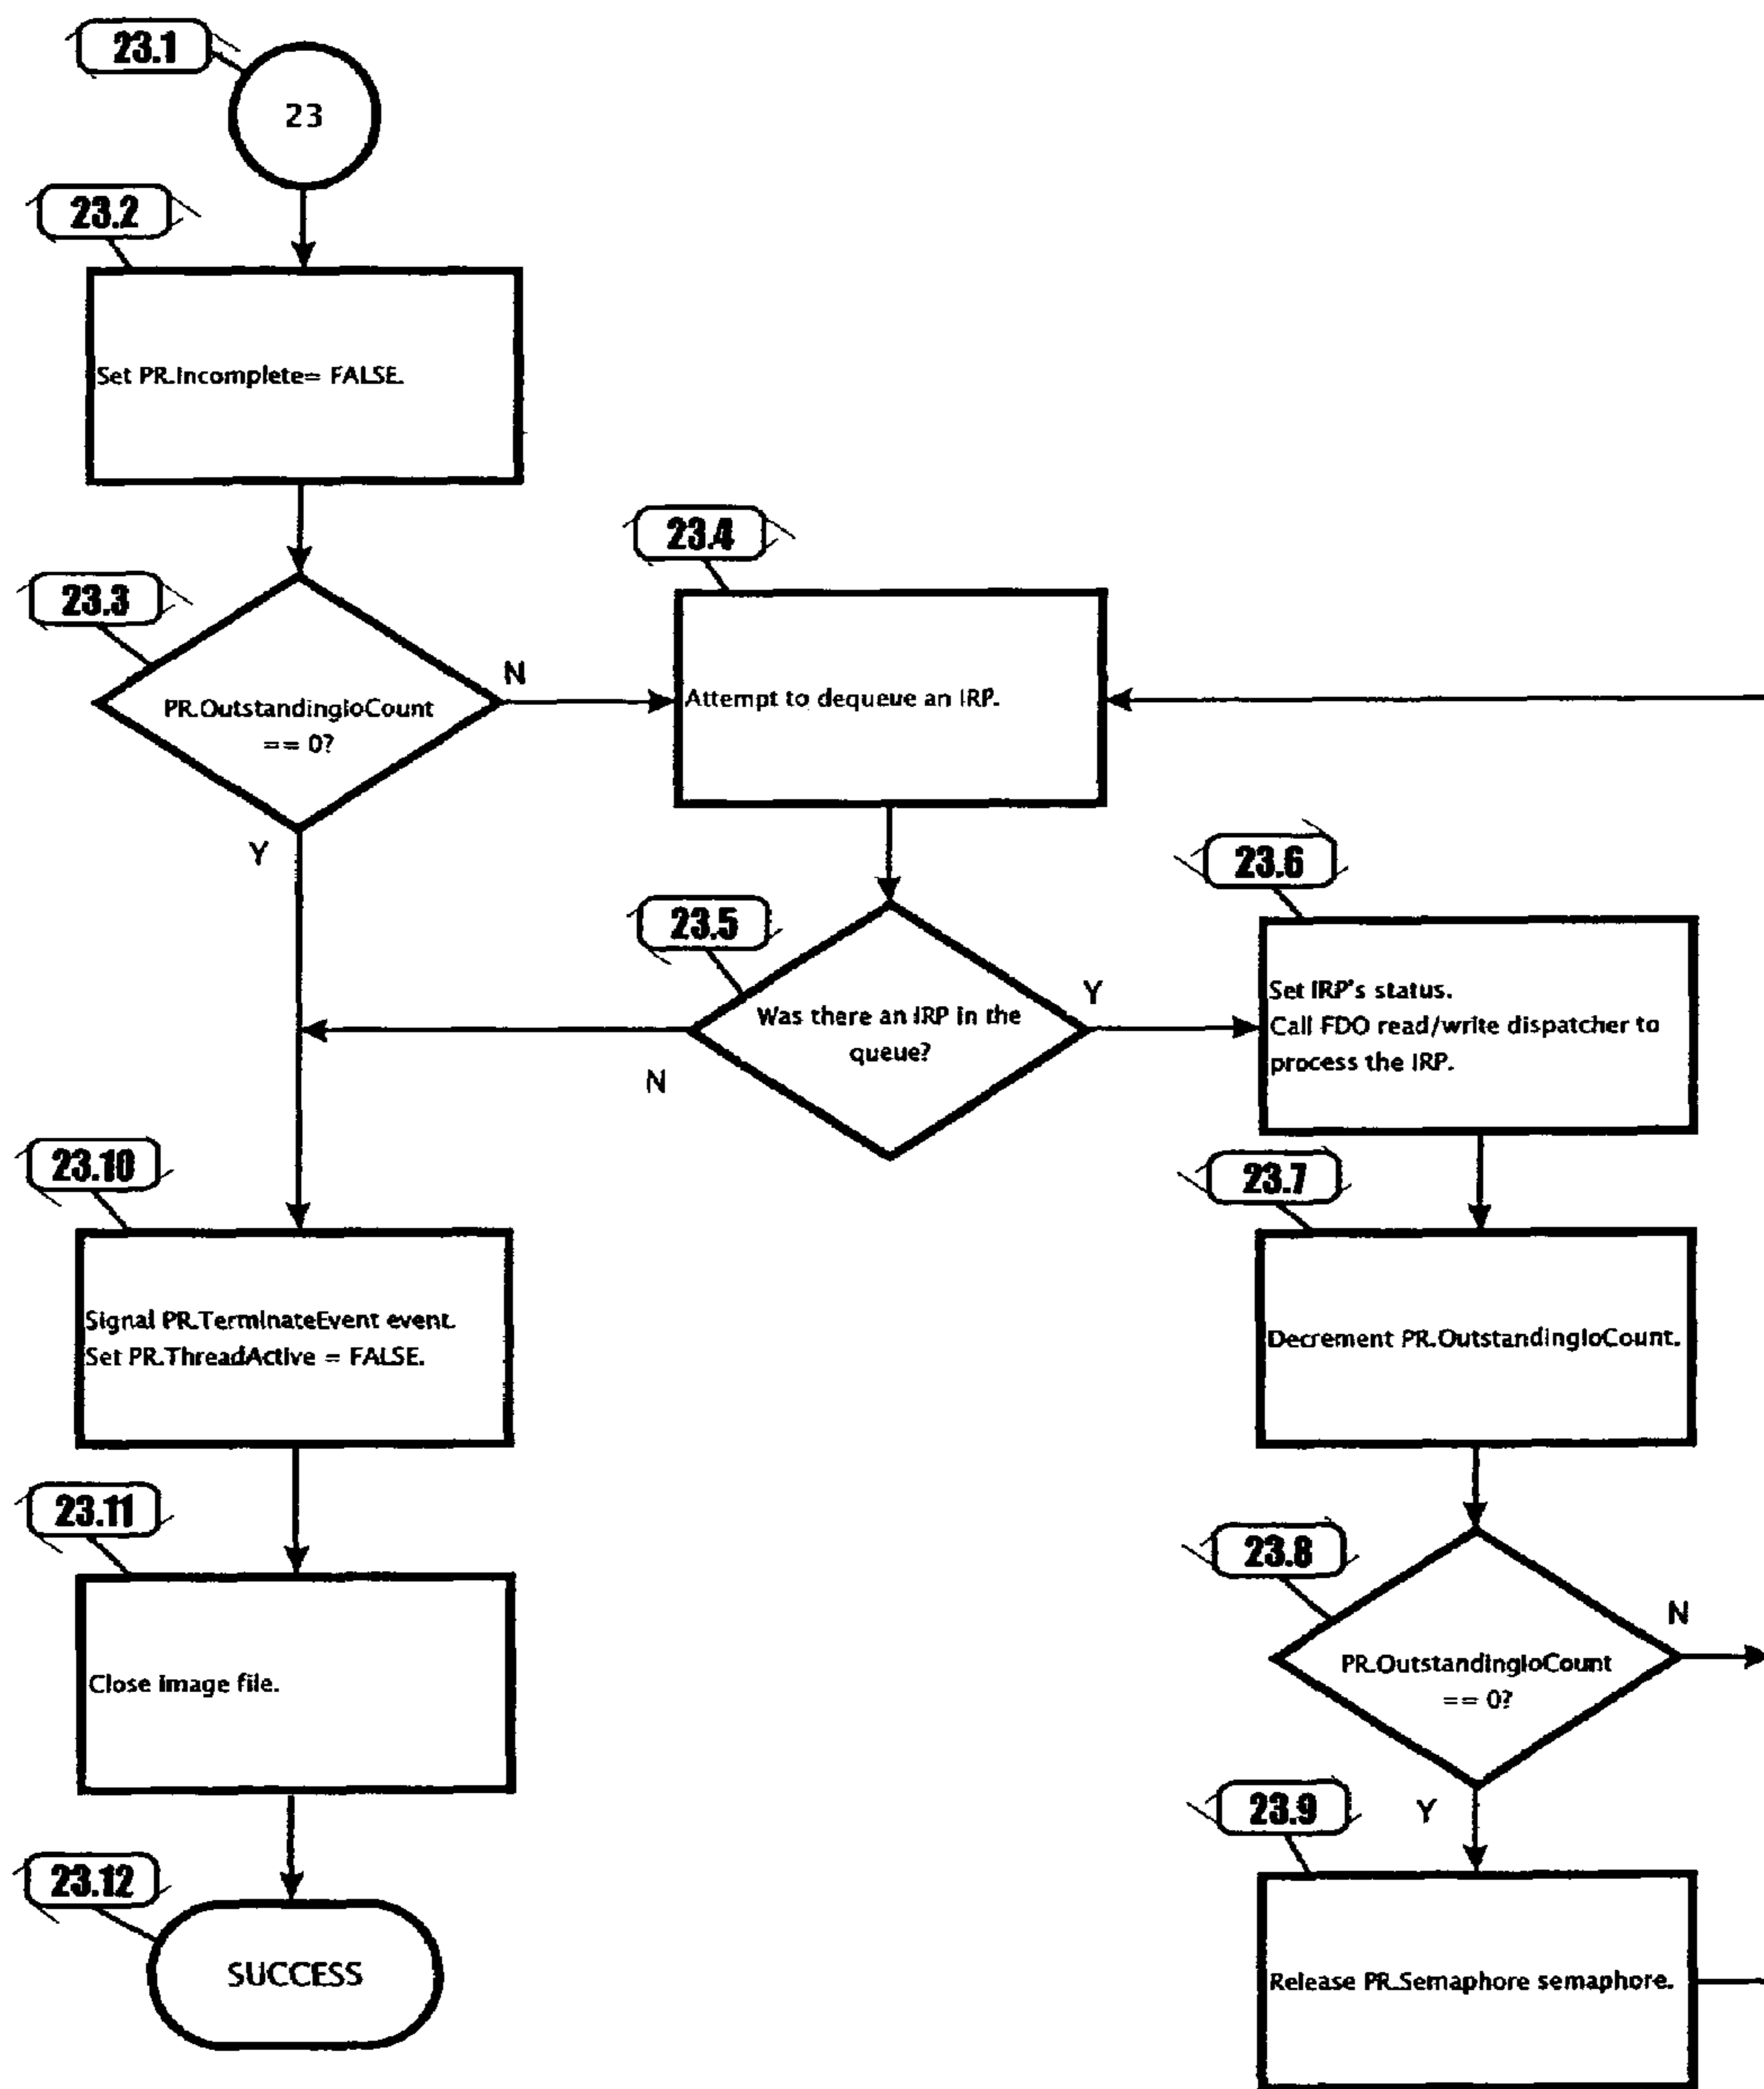 23.1
23
23.2
Set PR.Incomplete= FALSE.
23.3
PR.OutstandingIoCount
== 0?
N
Y
23.4
Attempt to dequeue an IRP.
23.5
Was there an IRP in the
queue?
Y
N
23.6
Set IRP's status.
Call FDO read/write dispatcher to
process the IRP.
23.7
Decrement PR.OutstandingIoCount.
23.8
PR.OutstandingIoCount
== 0?
N
Y
23.9
Release PR.Semaphore semaphore.
23.10
Signal PR.TerminateEvent event.
Set PR.ThreadActive = FALSE.
23.11
Close image file.
23.12
SUCCESS